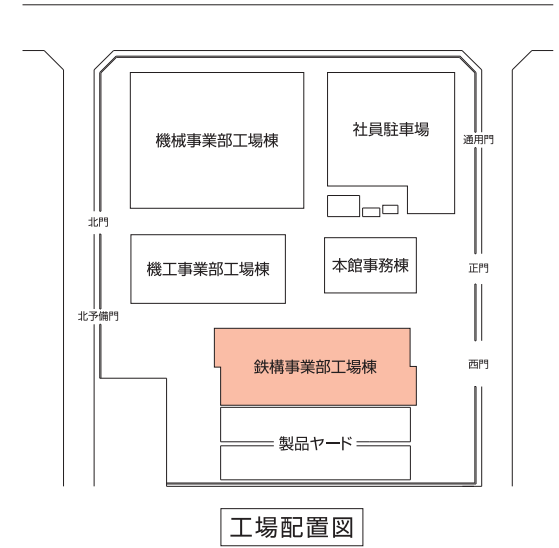 機械事業部工場棟
社員駐車場
通用門
北門
機工事業部工場棟
本館事務棟
正門
北予備門
鉄構事業部工場棟
西門
製品ヤード
工場配置図